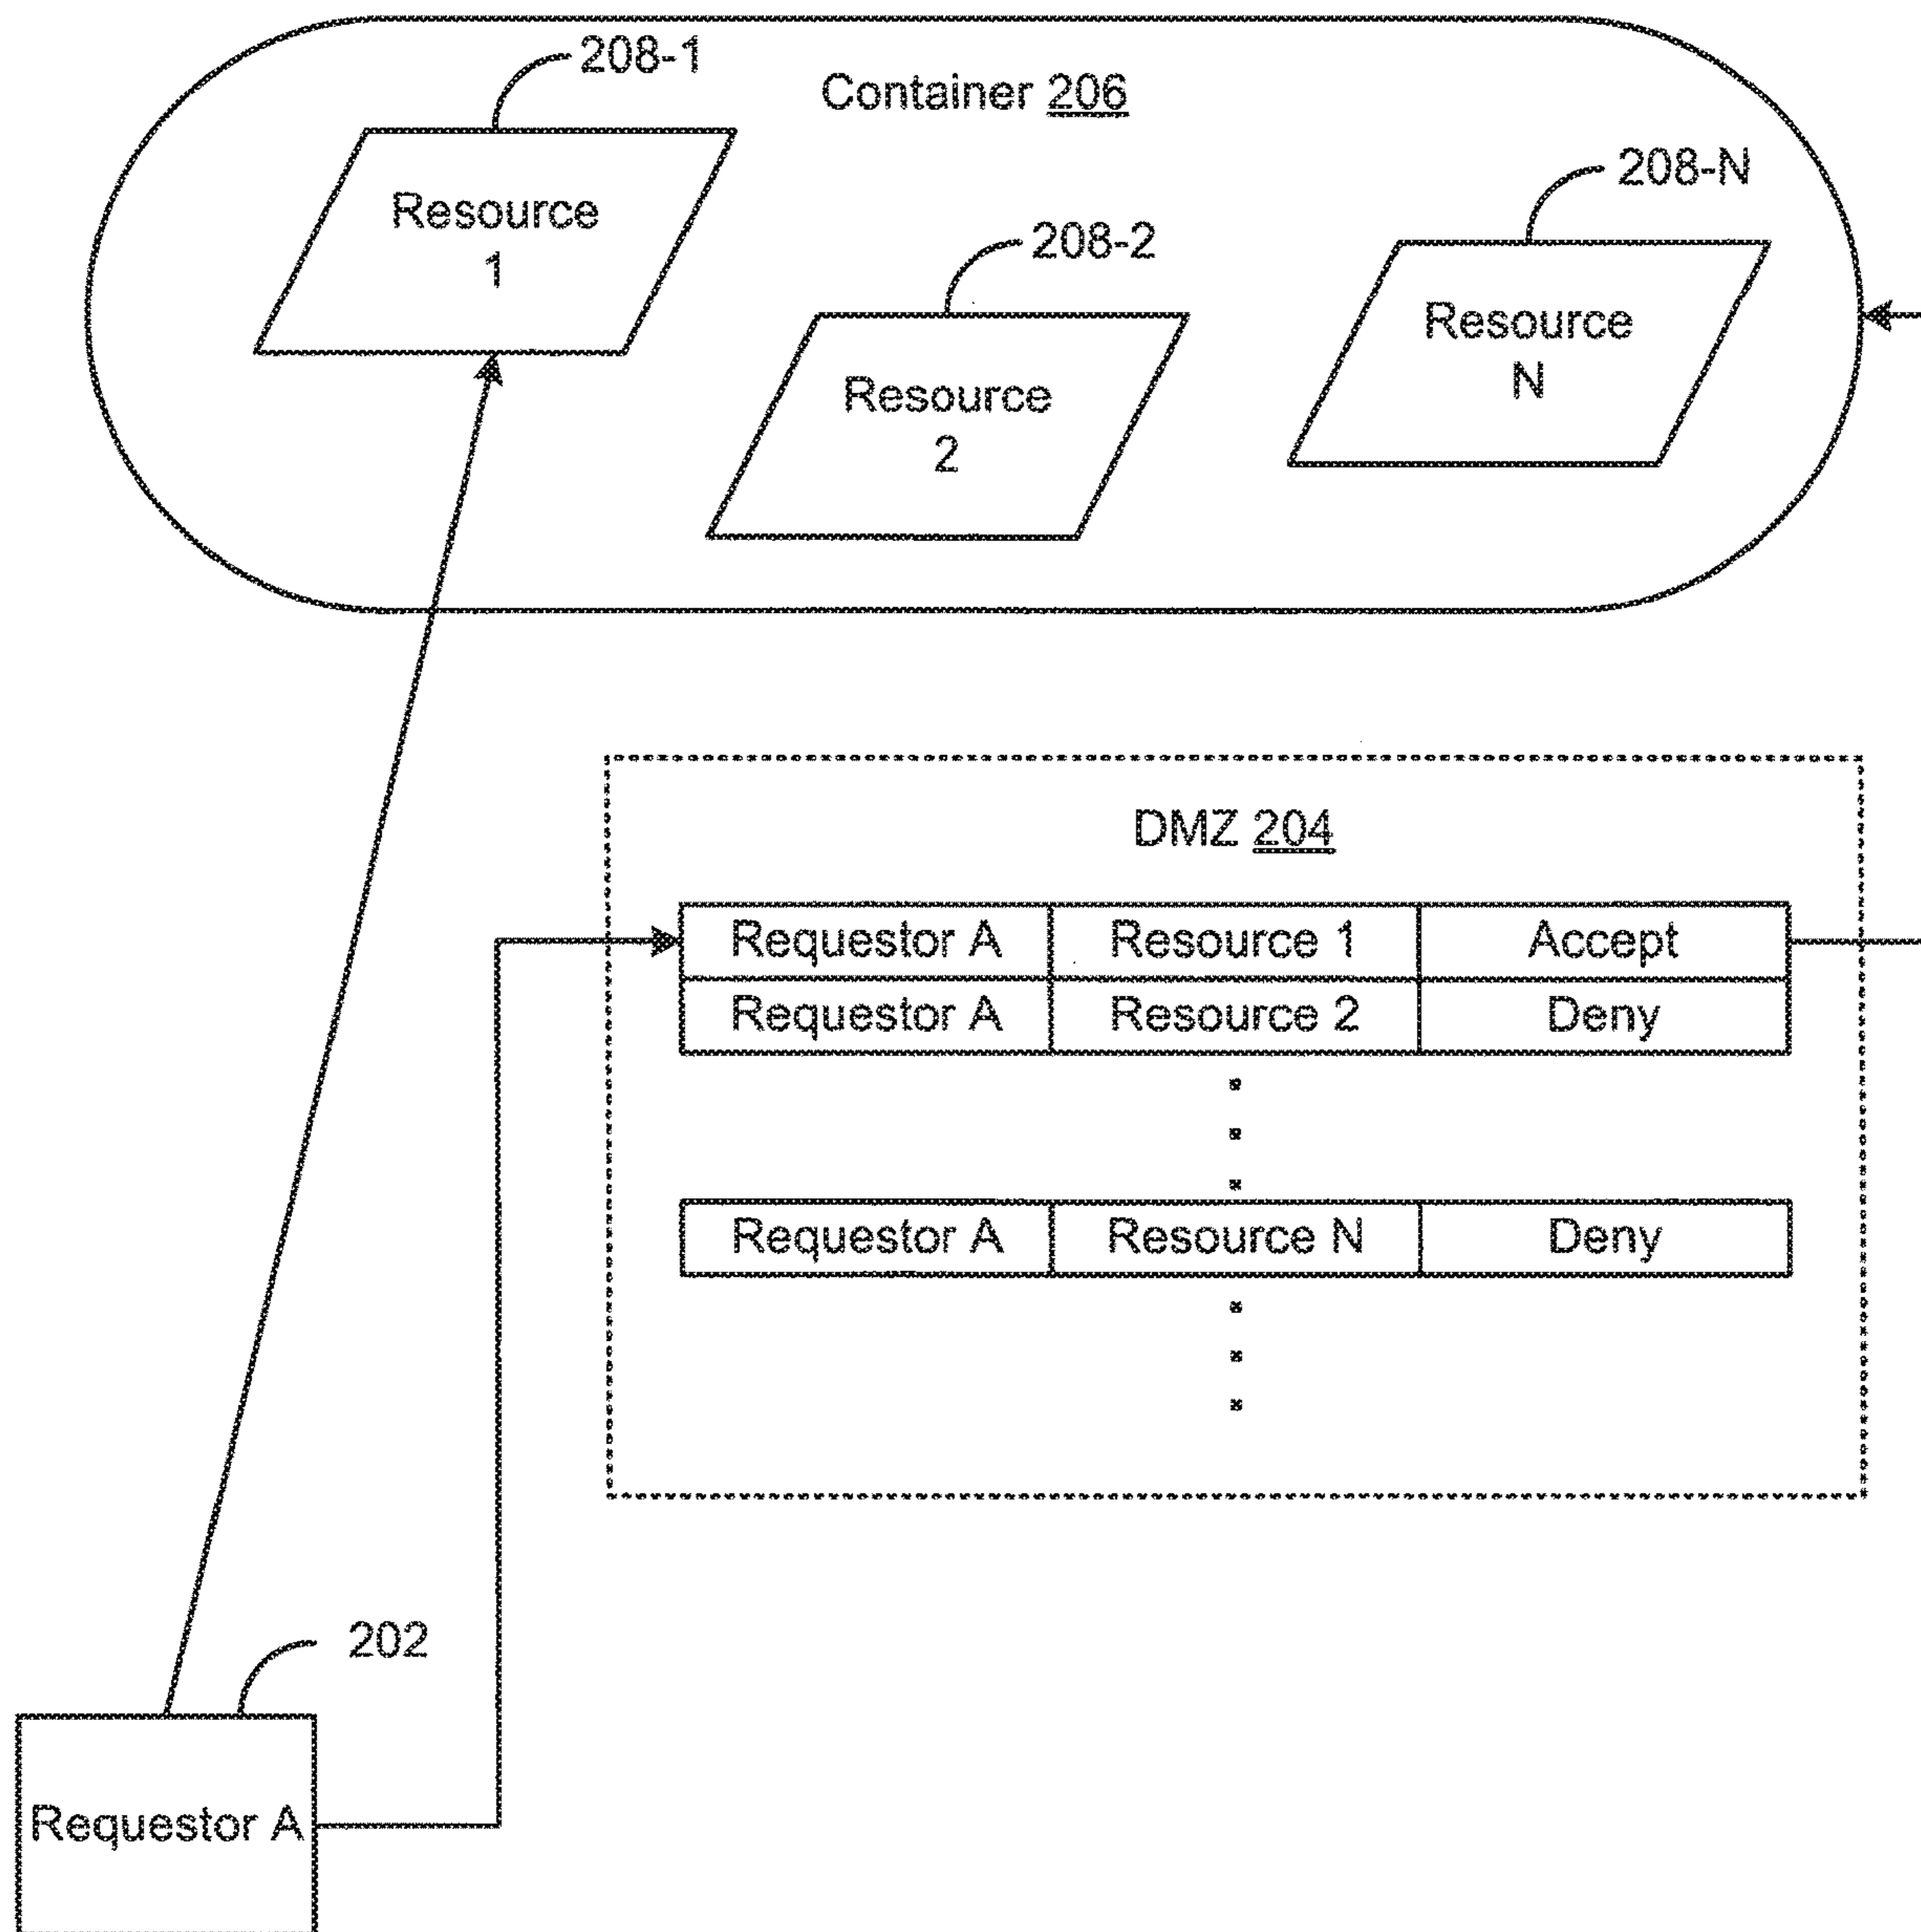 208-1
Container 206
208-N
Resource
1
208-2
Resource
N
Resource
2
DMZ 204
Requestor A Resource 1 Accept
Requestor A Resource 2 Deny
Requestor A Resource N Deny
202
Requestor A